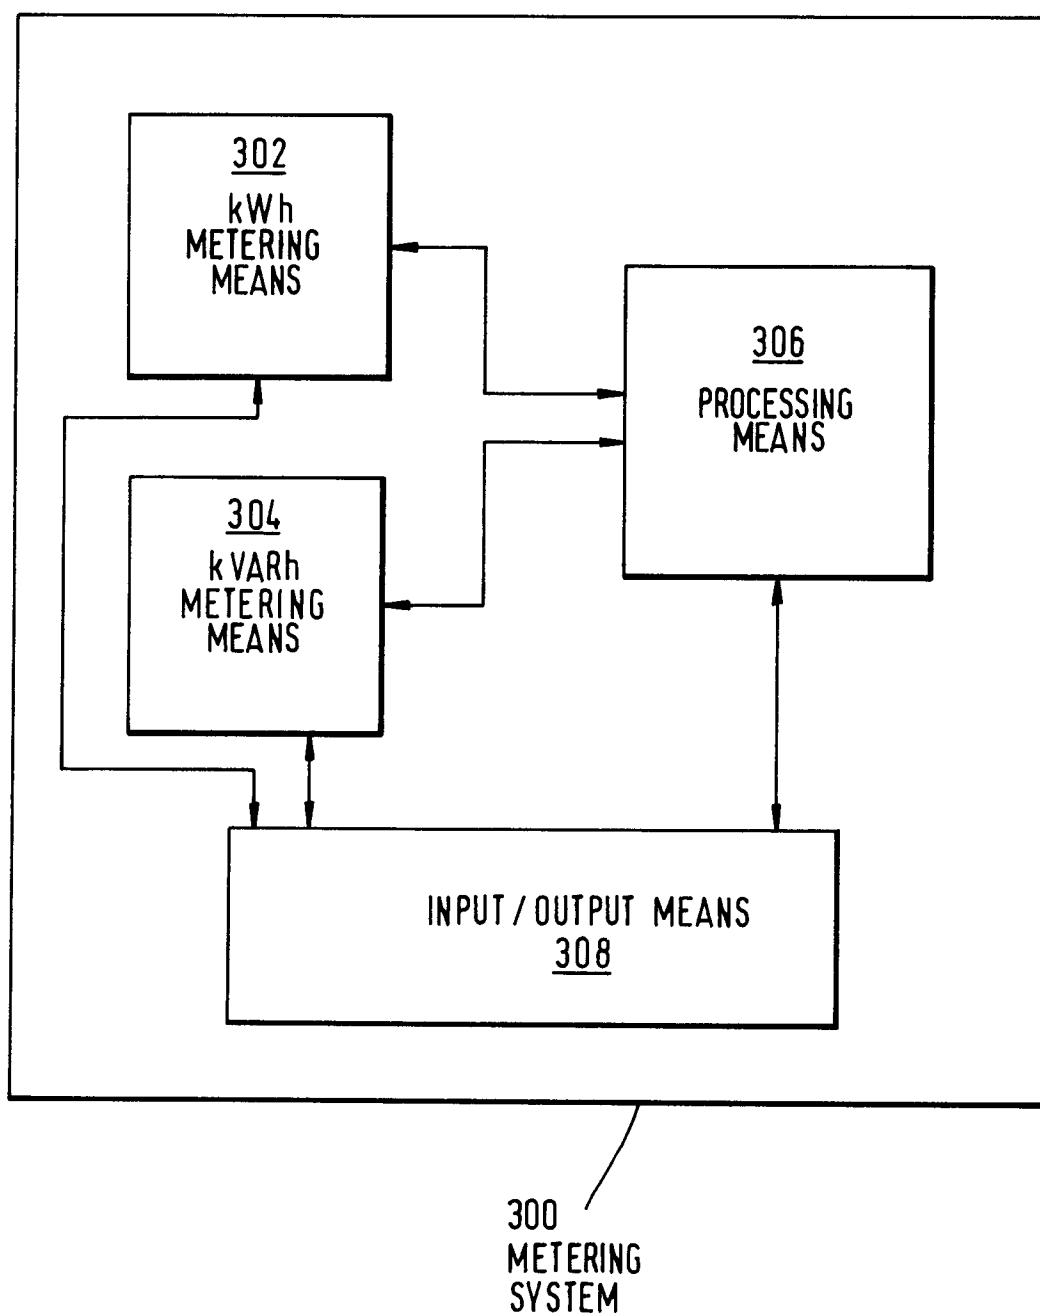 302
kWh
METERING
MEANS
306
PROCESSING
MEANS
304
kVARh
METERING
MEANS
INPUT/OUTPUT MEANS
308
300
METERING
SYSTEM